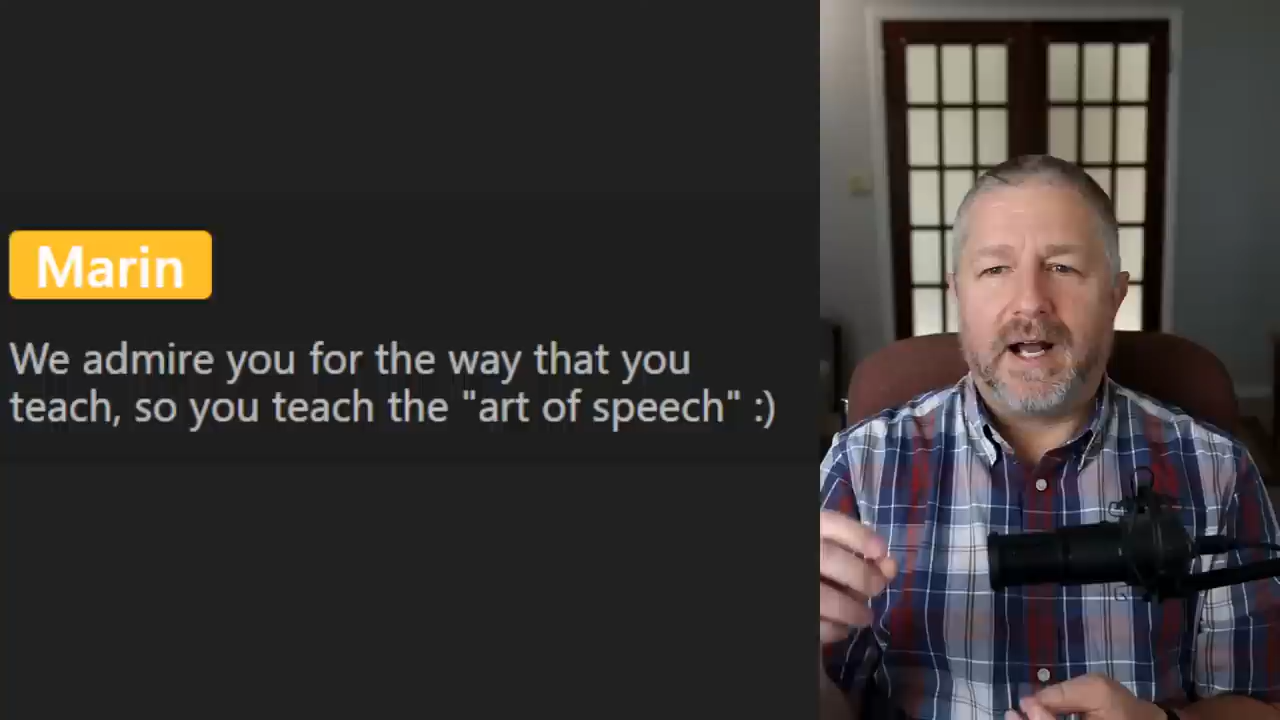 Marin
We admire you for the way that you
teach, so you teach the "art of speech" :)